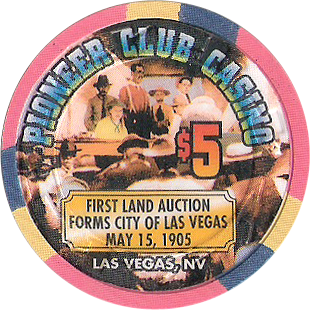 PIONEER CLUB CASINO
$5
FIRST LAND AUCTION
FORMS CITY OF LAS VEGAS
MAY 15, 1905
LAS VEGAS, NV